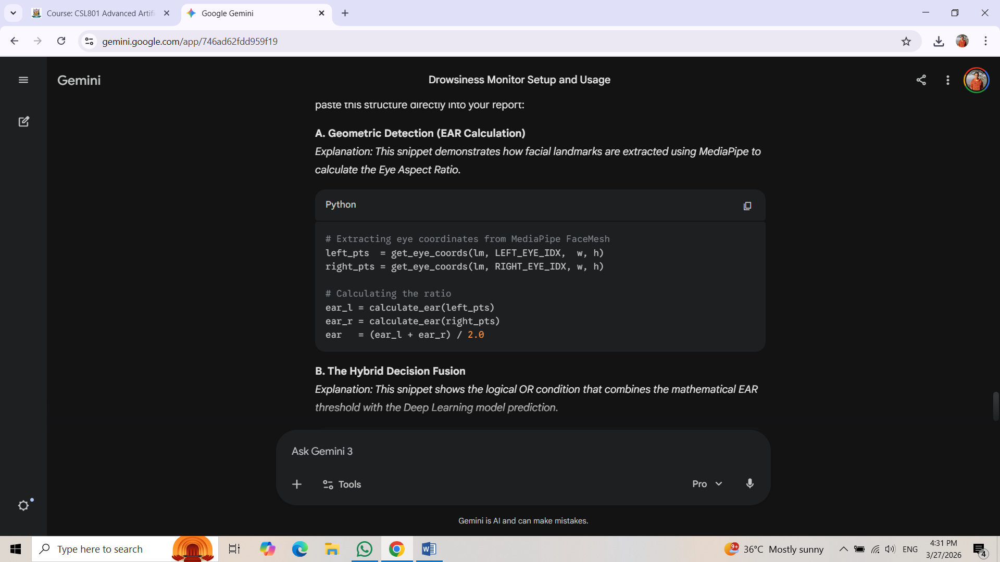 Course: CSL801 Advanced Artifi
Google Gemini
gemini.google.com/app/746ad62fdd959f19
Gemini
Drowsiness Monitor Setup and Usage
paste this structure directly into your report:
A. Geometric Detection (EAR Calculation)
Explanation: This snippet demonstrates how facial landmarks are extracted using MediaPipe to
calculate the Eye Aspect Ratio.
Python
# Extracting eye coordinates from MediaPipe FaceMesh
left_pts  = get_eye_coords(lm, LEFT_EYE_IDX,  w, h)
right_pts = get_eye_coords(lm, RIGHT_EYE_IDX, w, h)
# Calculating the ratio
ear_l = calculate_ear(left_pts)
ear_r = calculate_ear(right_pts)
ear   = (ear_l + ear_r) / 2.0
B. The Hybrid Decision Fusion
Explanation: This snippet shows the logical OR condition that combines the mathematical EAR
threshold with the Deep Learning model prediction.
Ask Gemini 3
Tools
Pro
Gemini is AI and can make mistakes.
Type here to search
9+
36°C Mostly sunny
ENG
4:31 PM
3/27/2026
4